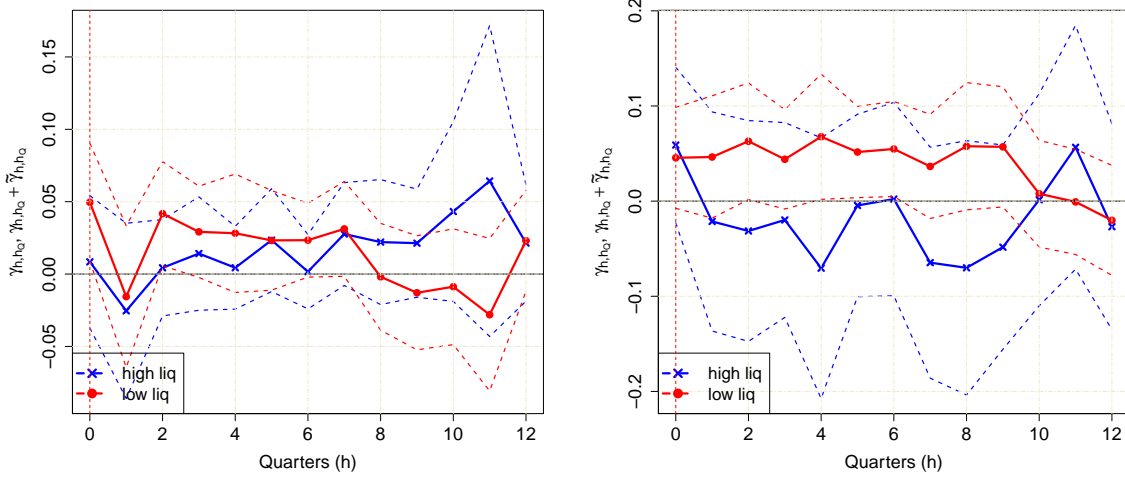 0.15
0.10
0.05
0.00
−0.05
γh,hQ, γh,hQ + γ̃h,hQ
high liq
low liq
0 2 4 6 8 10 12
Quarters (h)
0.2
0.1
0.0
−0.1
−0.2
γh,hQ, γh,hQ + γ̃h,hQ
high liq
low liq
0 2 4 6 8 10 12
Quarters (h)